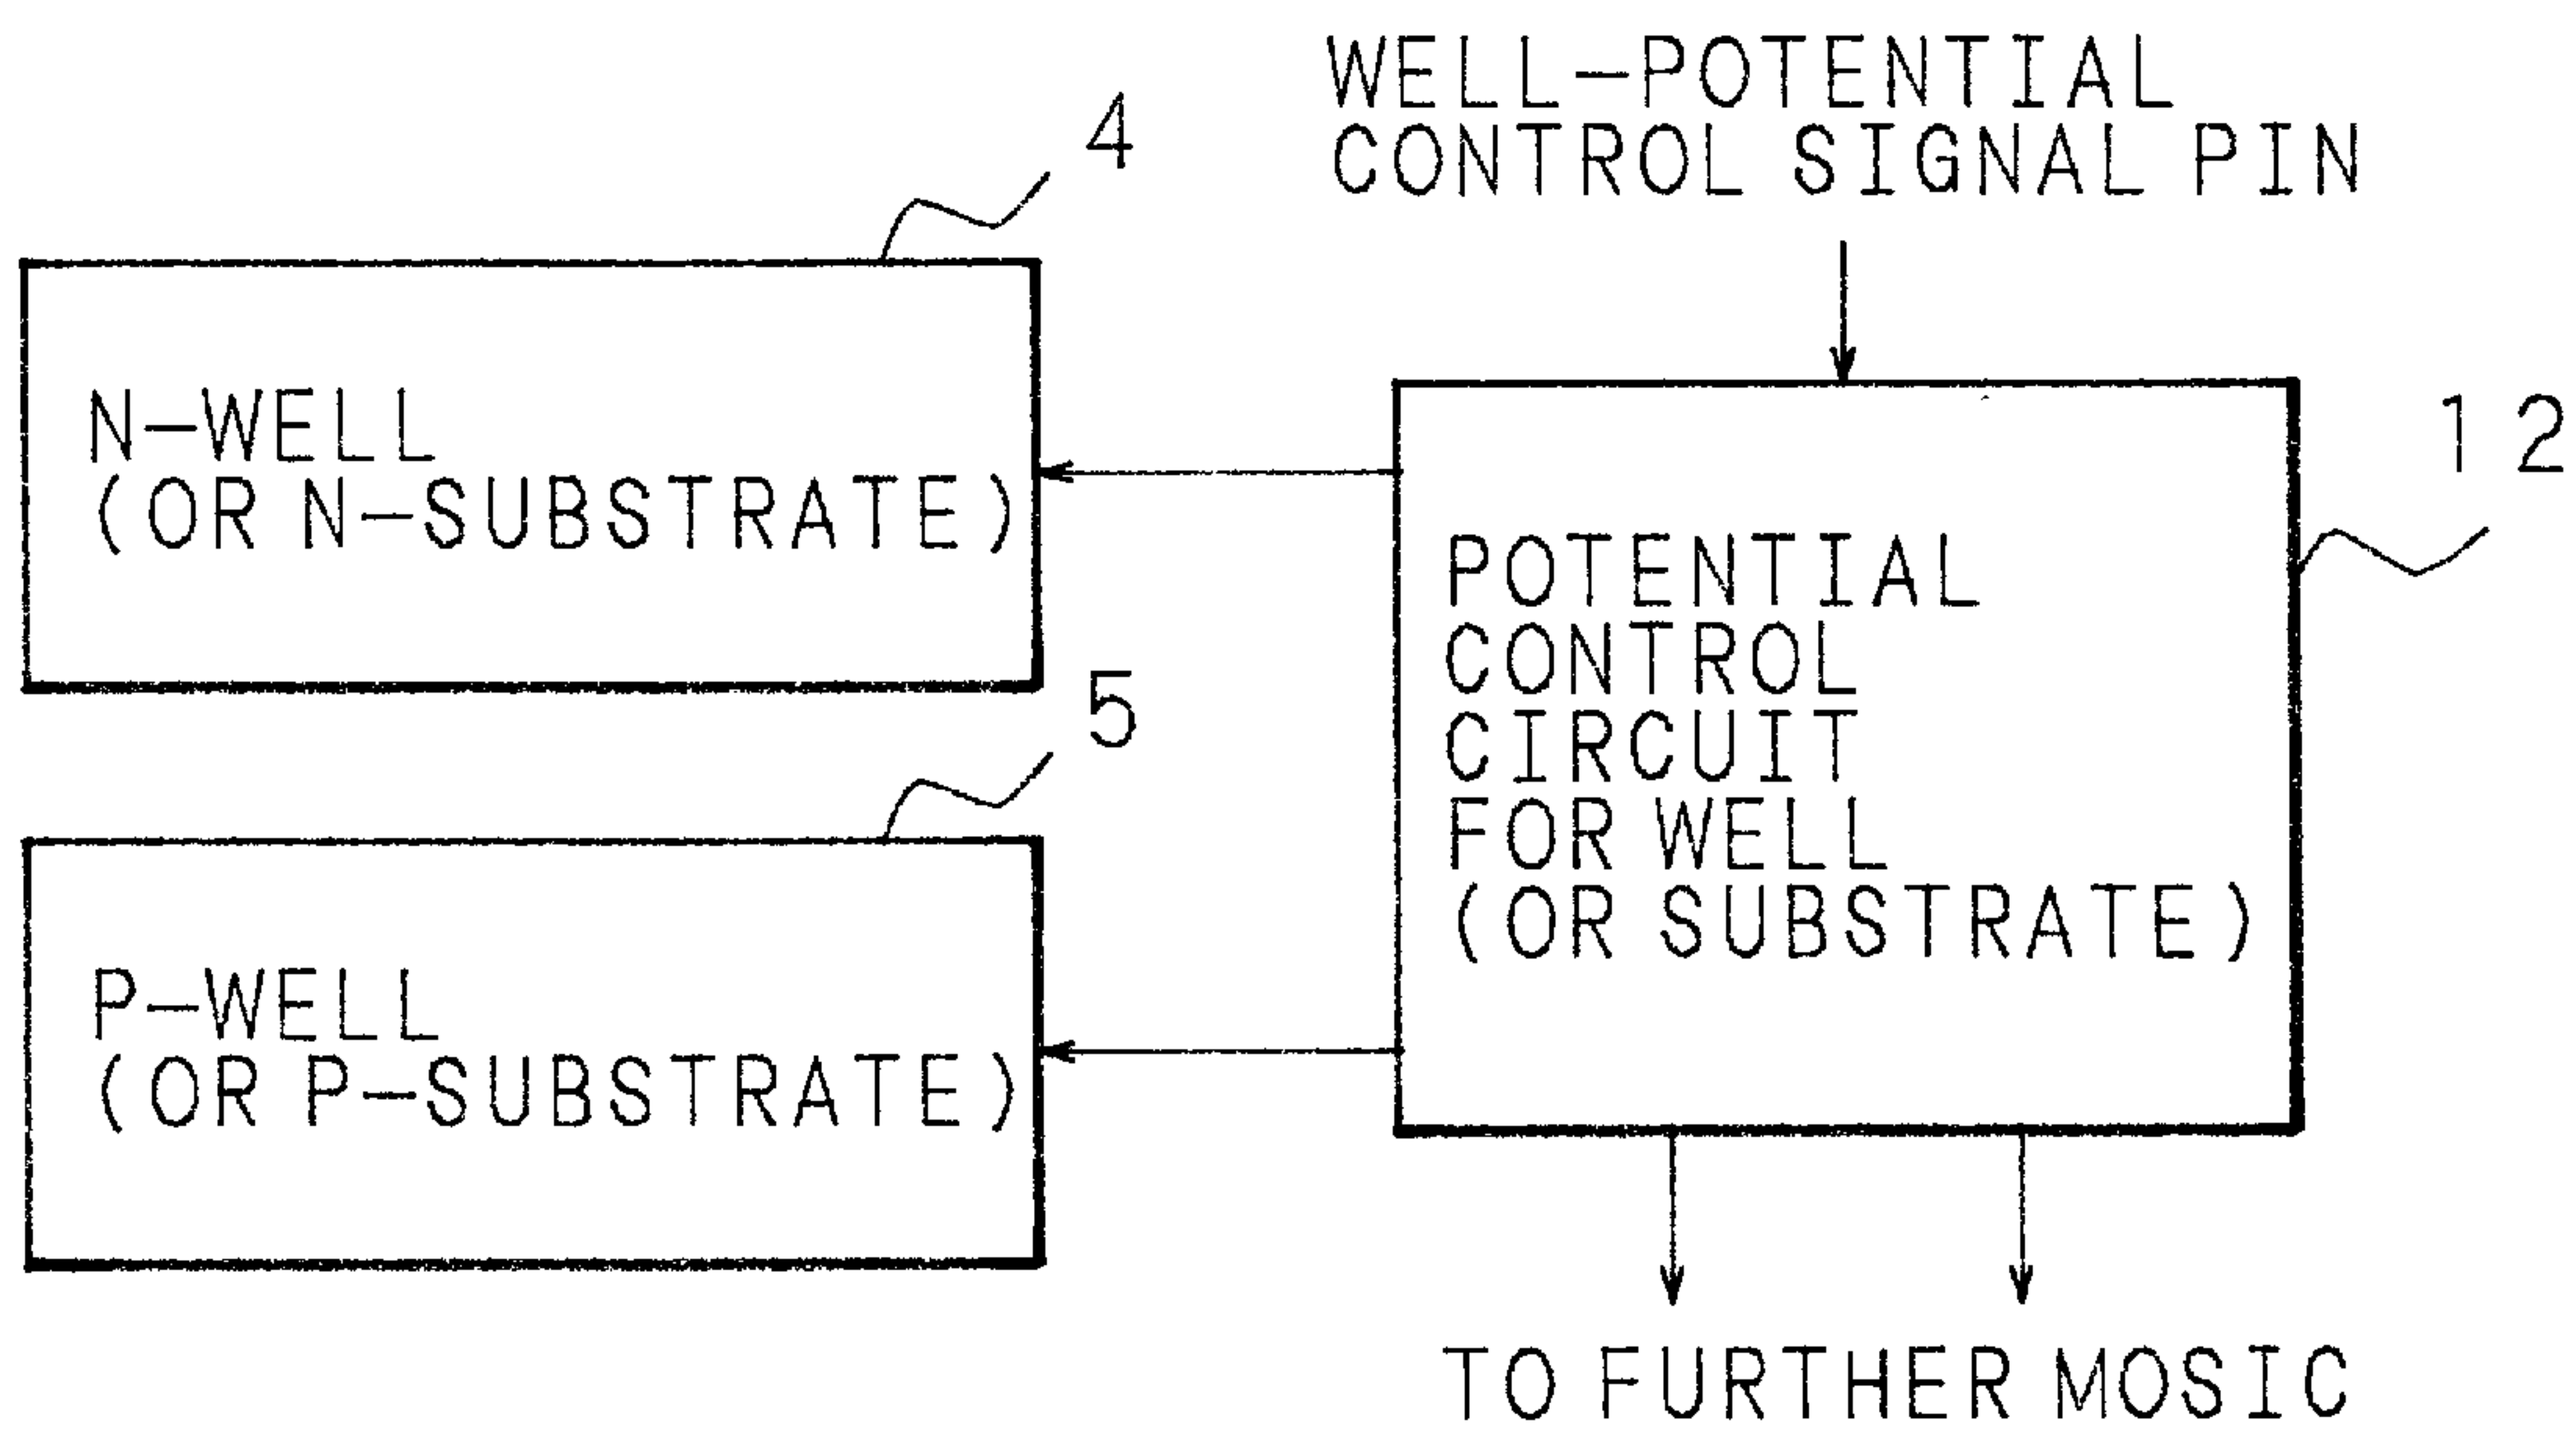 WELL-POTENTIAL
CONTROL SIGNAL PIN
4
N-WELL
(OR N-SUBSTRATE)
12
POTENTIAL
CONTROL
CIRCUIT
FOR WELL
(OR SUBSTRATE)
5
P-WELL
(OR P-SUBSTRATE)
TO FURTHER MOSIC